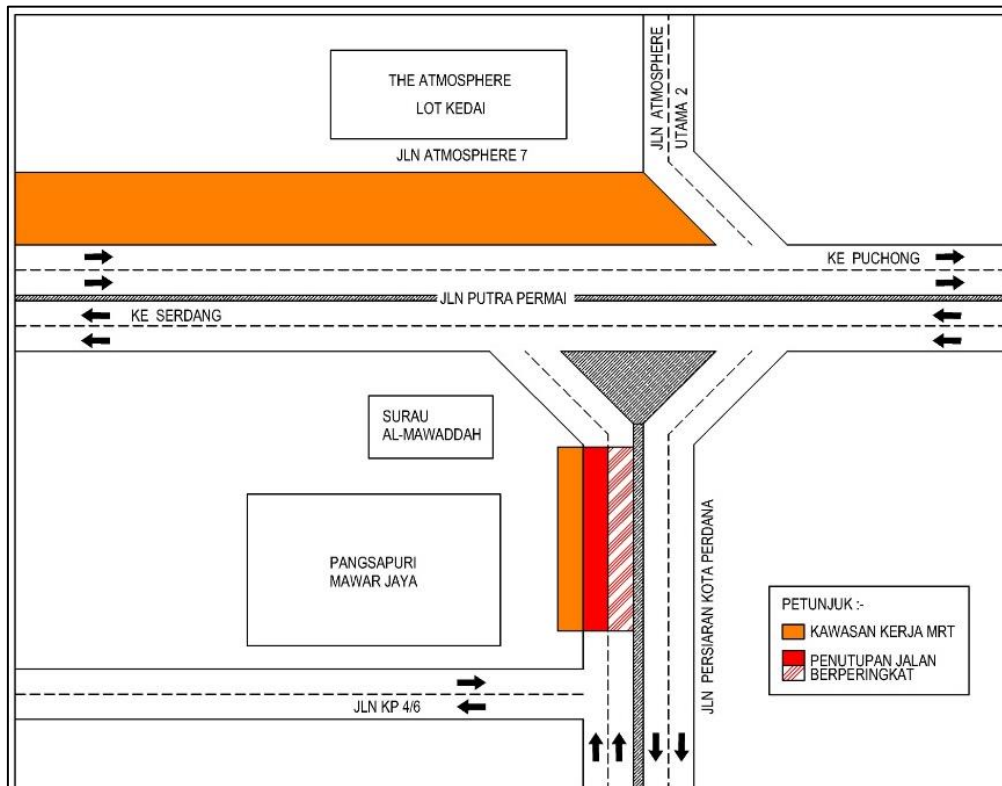 THE ATMOSPHERE
LOT KEDAI
JLN ATMOSPHERE 7
JLN ATMOSPHERE
UTAMA 2
KE PUCHONG
JLN PUTRA PERMAI
KE SERDANG
SURAU
AL-MAWADDAH
PANGSAPURI
MAWAR JAYA
JLN PERSIARAN KOTA PERDANA
JLN KP 4/6
PETUNJUK :-
KAWASAN KERJA MRT
PENUTUPAN JALAN
BERPERINGKAT